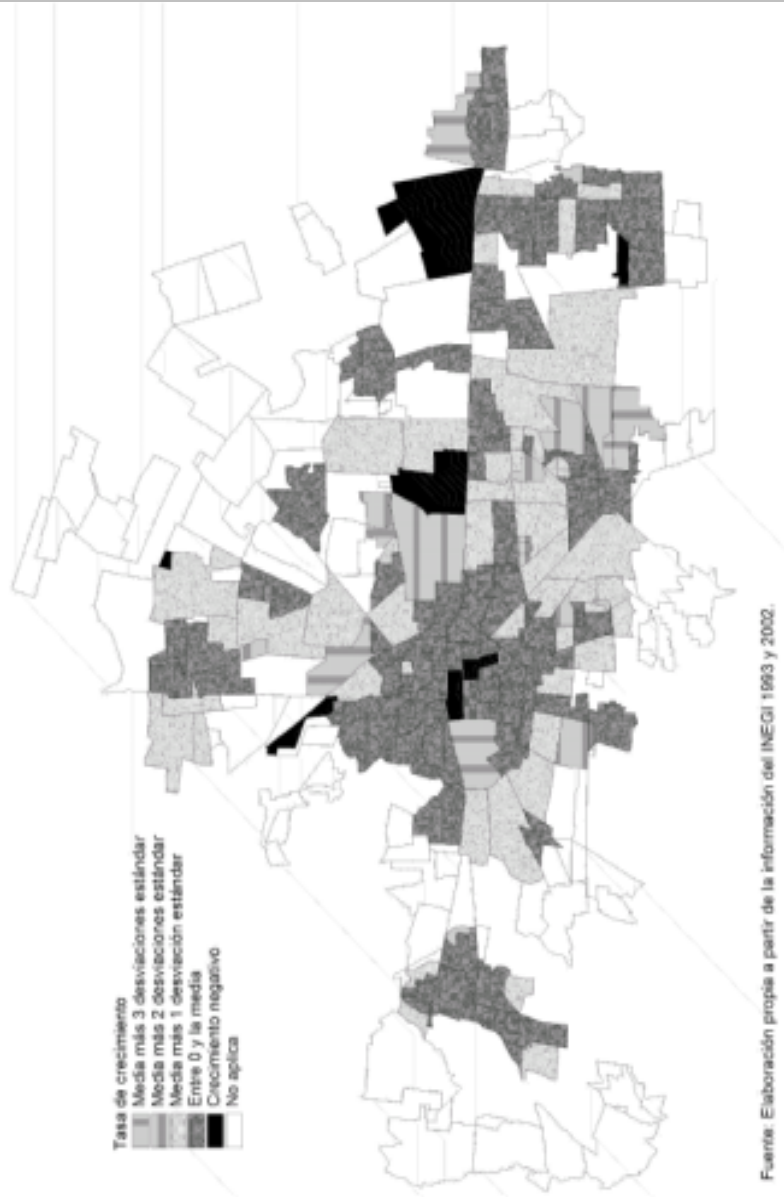 Tasa de crecimiento
Media más 3 desviaciones estándar
Media más 2 desviaciones estándar
Media más 1 desviación estándar
Entre 0 y la media
Crecimiento negativo
No aplica
Fuente: Elaboración propia a partir de la información del INEGI 1993 y 2002.